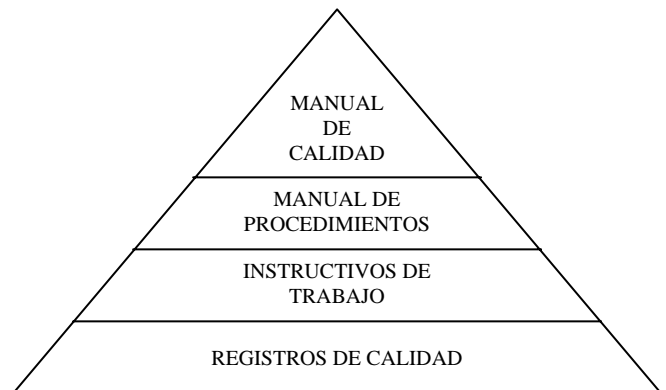 MANUAL
DE
CALIDAD
MANUAL DE
PROCEDIMIENTOS
INSTRUCTIVOS DE
TRABAJO
REGISTROS DE CALIDAD